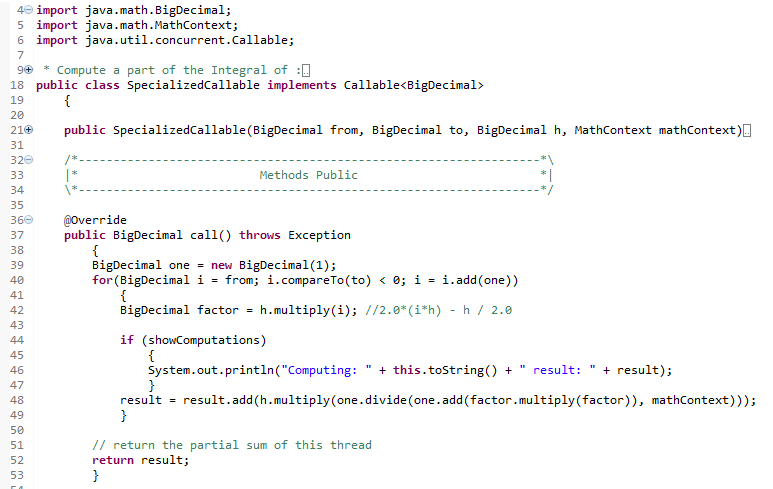 4 import java.math.BigDecimal;
5 import java.math.MathContext;
6 import java.util.concurrent.Callable;
7
9 * Compute a part of the Integral of :
18 public class SpecializedCallable implements Callable<BigDecimal>
19 {
20
21 public SpecializedCallable(BigDecimal from, BigDecimal to, BigDecimal h, MathContext mathContext)
31
32 /*------------------------------------------------------------------*\
33 |* Methods Public *|
34 \*------------------------------------------------------------------*/
35
36 @Override
37 public BigDecimal call() throws Exception
38 {
39 BigDecimal one = new BigDecimal(1);
40 for(BigDecimal i = from; i.compareTo(to) < 0; i = i.add(one))
41 {
42 BigDecimal factor = h.multiply(i); //2.0*(i*h) - h / 2.0
43
44 if (showComputations)
45 {
46 System.out.println("Computing: " + this.toString() + " result: " + result);
47 }
48 result = result.add(h.multiply(one.divide(one.add(factor.multiply(factor)), mathContext)));
49 }
50
51 // return the partial sum of this thread
52 return result;
53 }